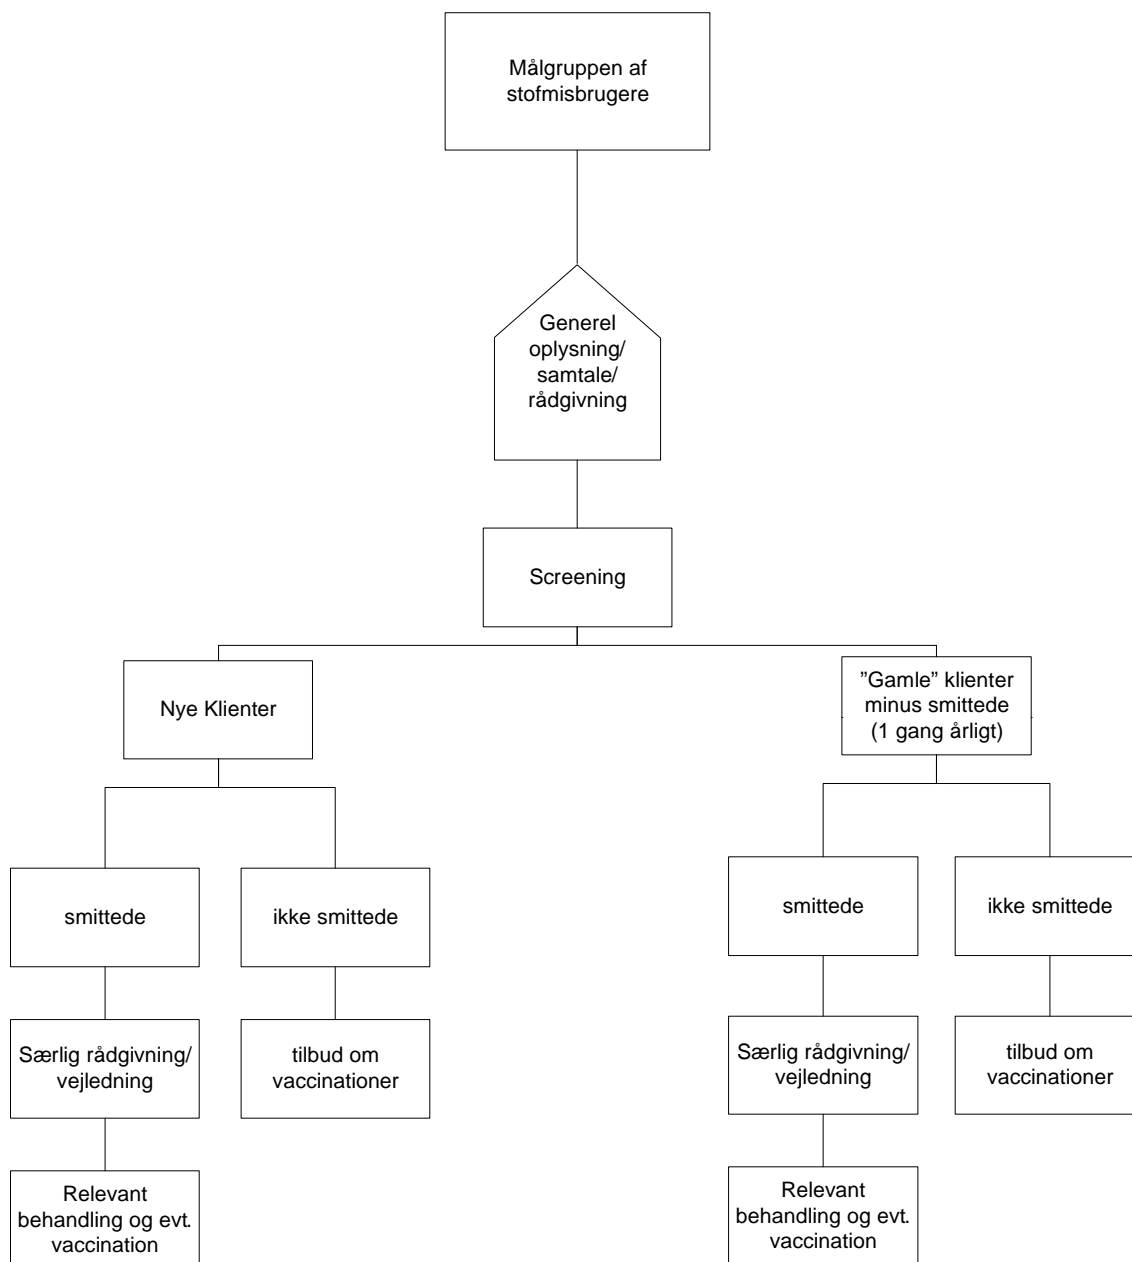 Målgruppen af
stofmisbrugere
Generel
oplysning/
samtale/
rådgivning
Screening
Nye Klienter
”Gamle” klienter
minus smittede
(1 gang årligt)
smittede
ikke smittede
smittede
ikke smittede
Særlig rådgivning/
vejledning
tilbud om
vaccinationer
Særlig rådgivning/
vejledning
tilbud om
vaccinationer
Relevant
behandling og evt.
vaccination
Relevant
behandling og evt.
vaccination